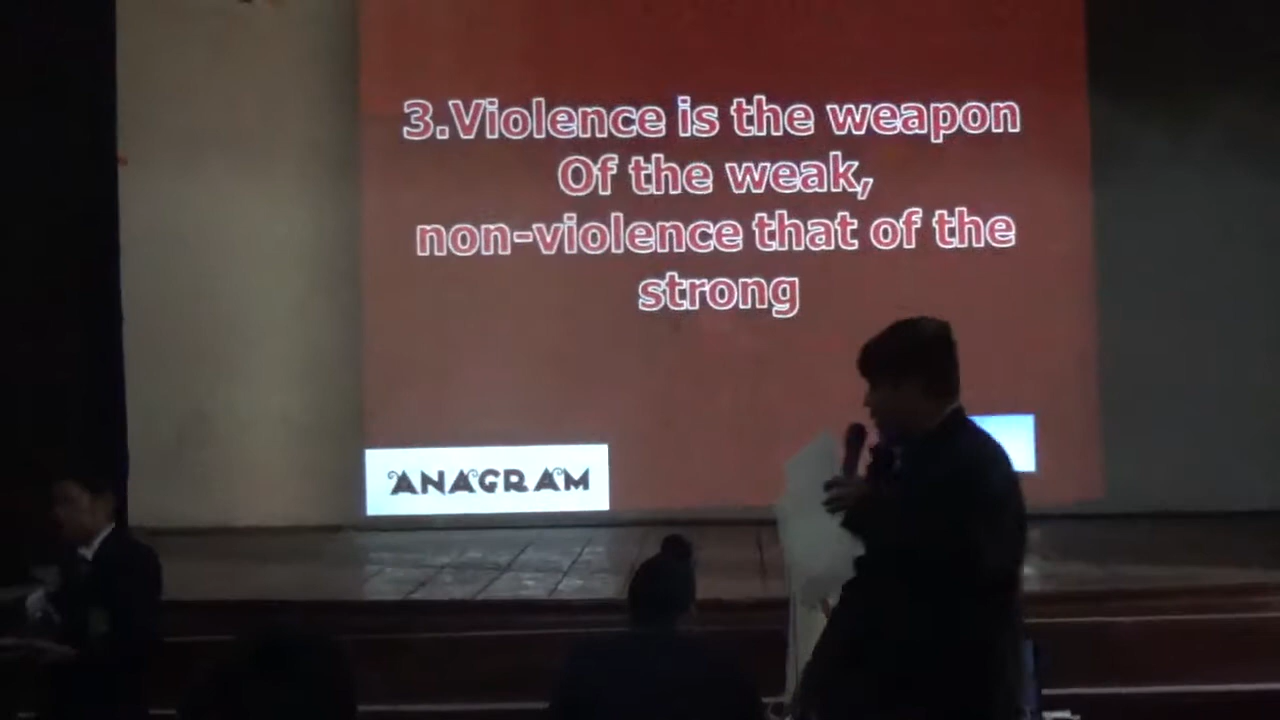 3.Violence is the weapon
Of the weak,
non-violence that of the
strong
ANAGRAM